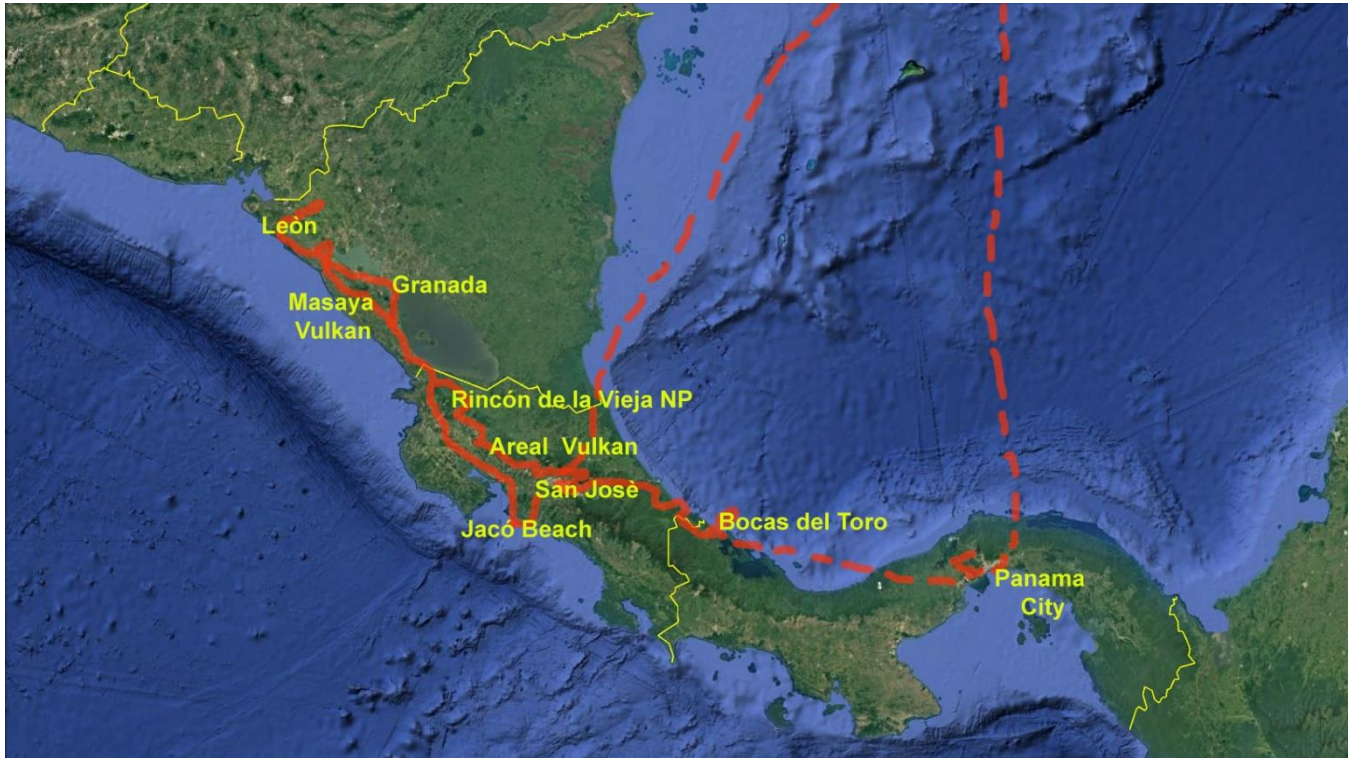 Leòn
Granada
Masaya
Vulkan
Rincón de la Vieja NP
Areal Vulkan
San Josè
Jacó Beach
Bocas del Toro
Panama
City